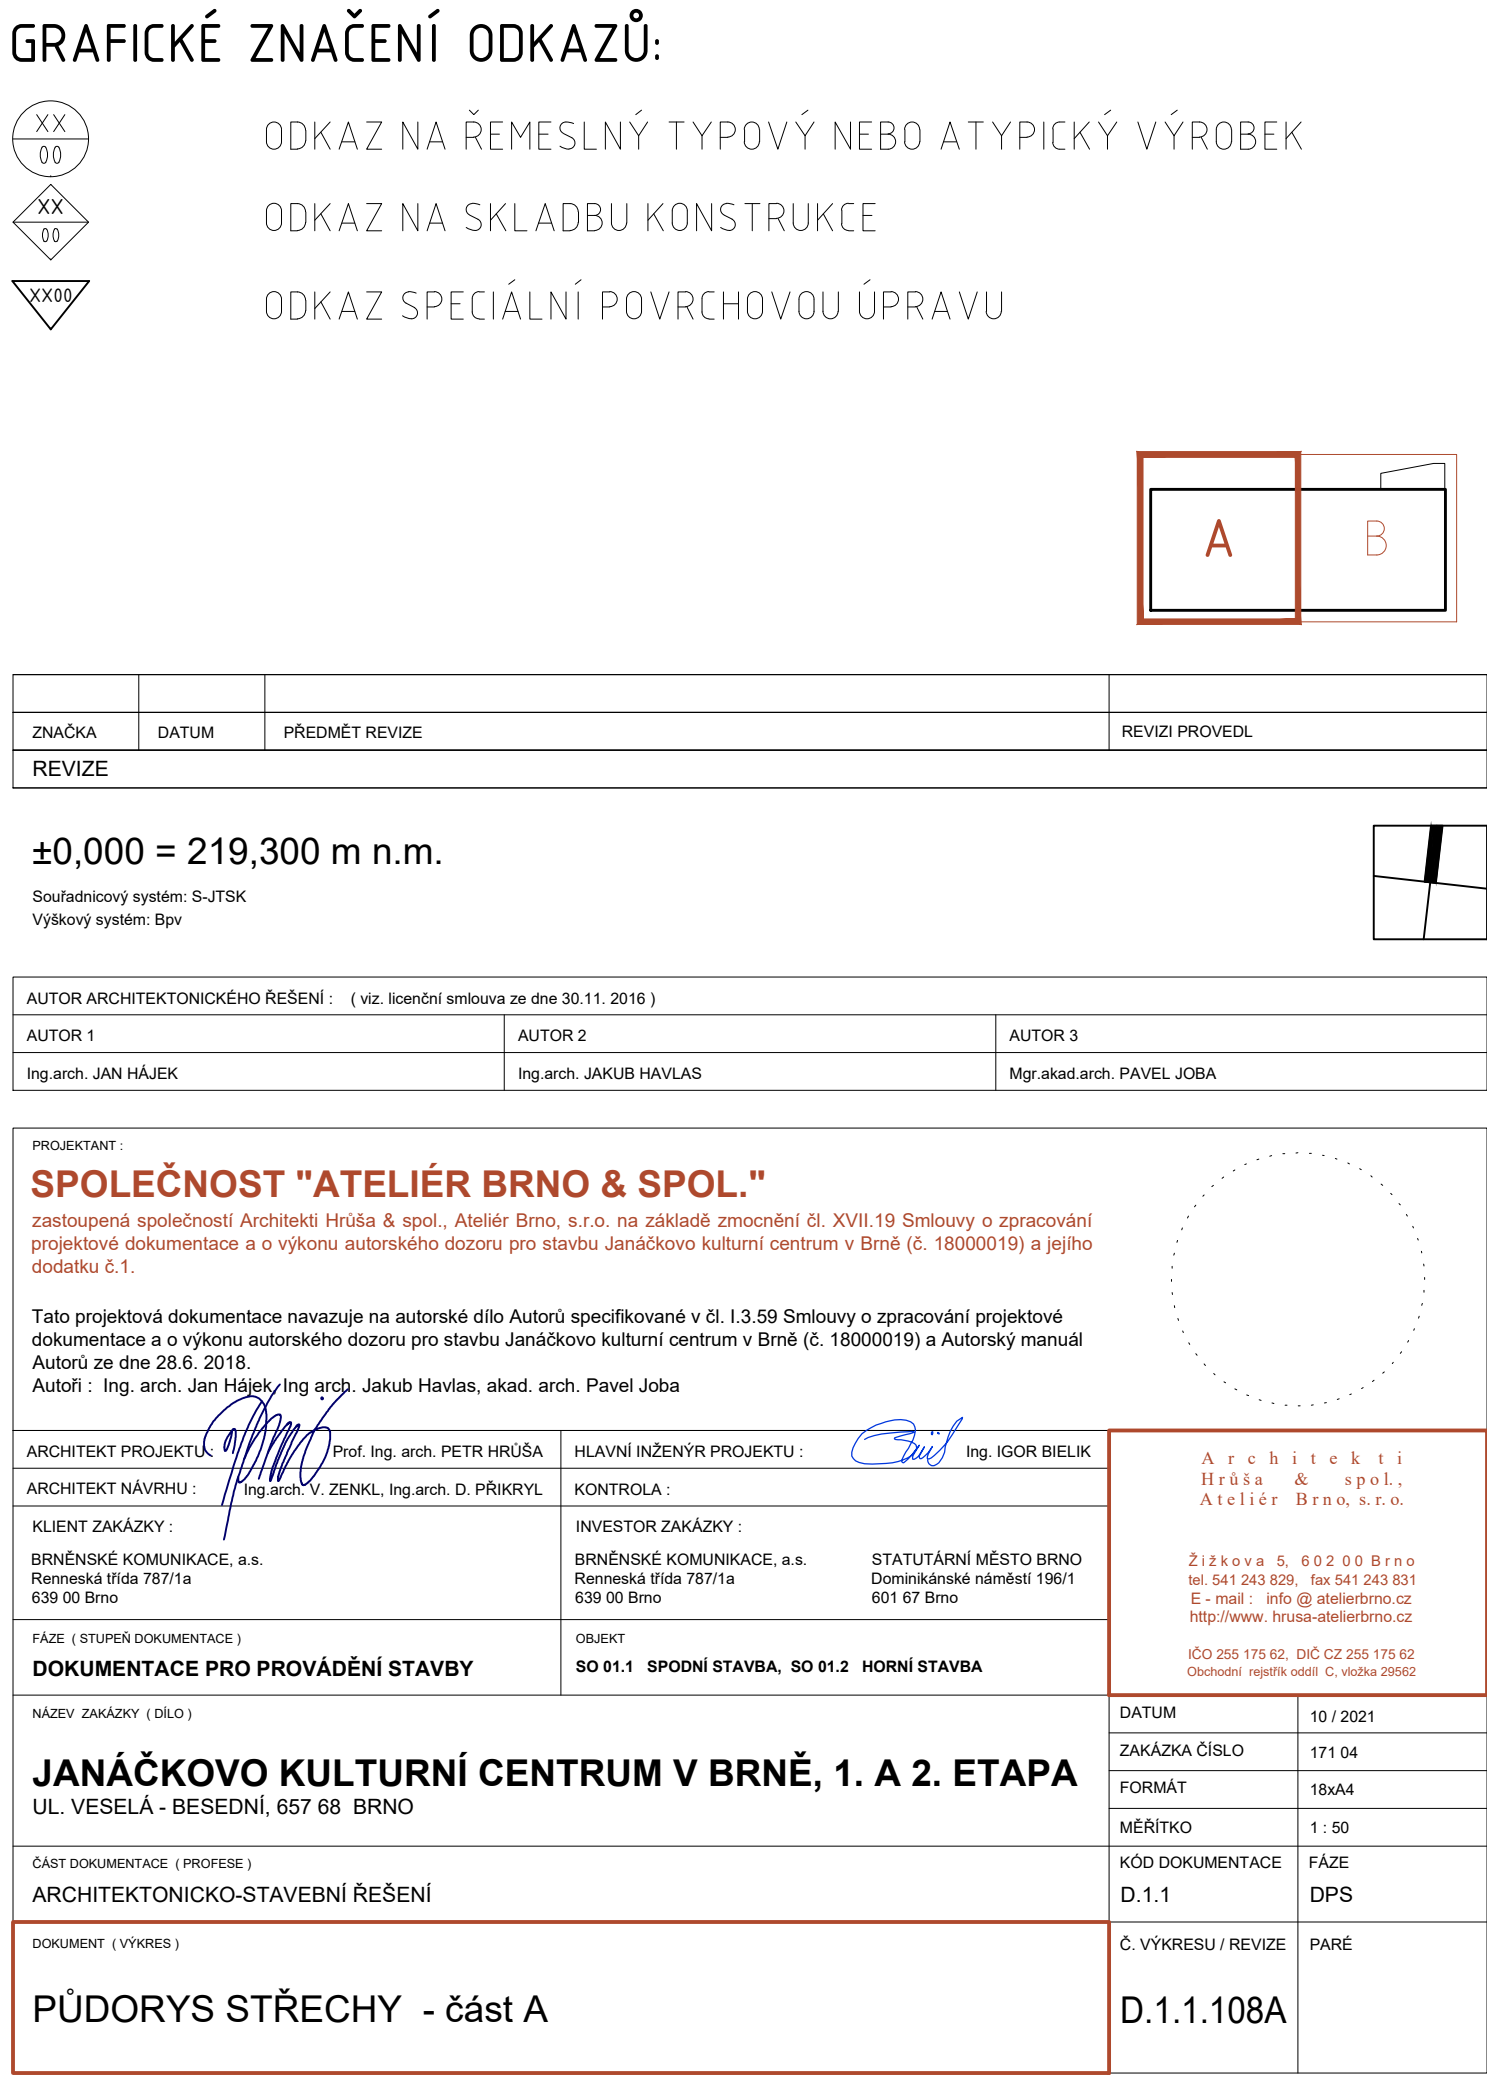 GRAFICKÉ ZNAČENÍ ODKAZŮ:
XX
00
ODKAZ NA ŘEMESLNÝ TYPOVÝ NEBO ATYPICKÝ VÝROBEK
XX
00
ODKAZ NA SKLADBU KONSTRUKCE
XX00
ODKAZ SPECIÁLNÍ POVRCHOVOU ÚPRAVU
A B
ZNAČKA DATUM PŘEDMĚT REVIZE REVIZI PROVEDL
REVIZE
±0,000 = 219,300 m n.m.
Souřadnicový systém: S-JTSK
Výškový systém: Bpv
AUTOR ARCHITEKTONICKÉHO ŘEŠENÍ : ( viz. licenční smlouva ze dne 30.11. 2016 )
AUTOR 1 AUTOR 2 AUTOR 3
Ing.arch. JAN HÁJEK Ing.arch. JAKUB HAVLAS Mgr.akad.arch. PAVEL JOBA
PROJEKTANT :
SPOLEČNOST "ATELIÉR BRNO & SPOL."
zastoupená společností Architekti Hrůša & spol., Ateliér Brno, s.r.o. na základě zmocnění čl. XVII.19 Smlouvy o zpracování
projektové dokumentace a o výkonu autorského dozoru pro stavbu Janáčkovo kulturní centrum v Brně (č. 18000019) a jejího
dodatku č.1.
Tato projektová dokumentace navazuje na autorské dílo Autorů specifikované v čl. I.3.59 Smlouvy o zpracování projektové
dokumentace a o výkonu autorského dozoru pro stavbu Janáčkovo kulturní centrum v Brně (č. 18000019) a Autorský manuál
Autorů ze dne 28.6. 2018.
Autoři : Ing. arch. Jan Hájek, Ing arch. Jakub Havlas, akad. arch. Pavel Joba
ARCHITEKT PROJEKTU : Prof. Ing. arch. PETR HRŮŠA HLAVNÍ INŽENÝR PROJEKTU : Ing. IGOR BIELIK
ARCHITEKT NÁVRHU : Ing.arch. V. ZENKL, Ing.arch. D. PŘIKRYL KONTROLA :
KLIENT ZAKÁZKY : INVESTOR ZAKÁZKY :
BRNĚNSKÉ KOMUNIKACE, a.s. BRNĚNSKÉ KOMUNIKACE, a.s. STATUTÁRNÍ MĚSTO BRNO
Renneská třída 787/1a Renneská třída 787/1a Dominikánské náměstí 196/1
639 00 Brno 639 00 Brno 601 67 Brno
Architekti
Hrůša & spol.,
Ateliér Brno, s.r.o.
Žižkova 5, 602 00 Brno
tel. 541 243 829, fax 541 243 831
E - mail : info @ atelierbrno.cz
http://www. hrusa-atelierbrno.cz
IČO 255 175 62, DIČ CZ 255 175 62
Obchodní rejstřík oddíl C, vložka 29562
FÁZE ( STUPEŇ DOKUMENTACE ) OBJEKT
DOKUMENTACE PRO PROVÁDĚNÍ STAVBY SO 01.1 SPODNÍ STAVBA, SO 01.2 HORNÍ STAVBA
NÁZEV ZAKÁZKY ( DÍLO )
JANÁČKOVO KULTURNÍ CENTRUM V BRNĚ, 1. A 2. ETAPA
UL. VESELÁ - BESEDNÍ, 657 68 BRNO
DATUM 10 / 2021
ZAKÁZKA ČÍSLO 171 04
FORMÁT 18xA4
MĚŘÍTKO 1 : 50
ČÁST DOKUMENTACE ( PROFESE ) KÓD DOKUMENTACE FÁZE
ARCHITEKTONICKO-STAVEBNÍ ŘEŠENÍ D.1.1 DPS
DOKUMENT ( VÝKRES ) Č. VÝKRESU / REVIZE PARÉ
PŮDORYS STŘECHY - část A D.1.1.108A